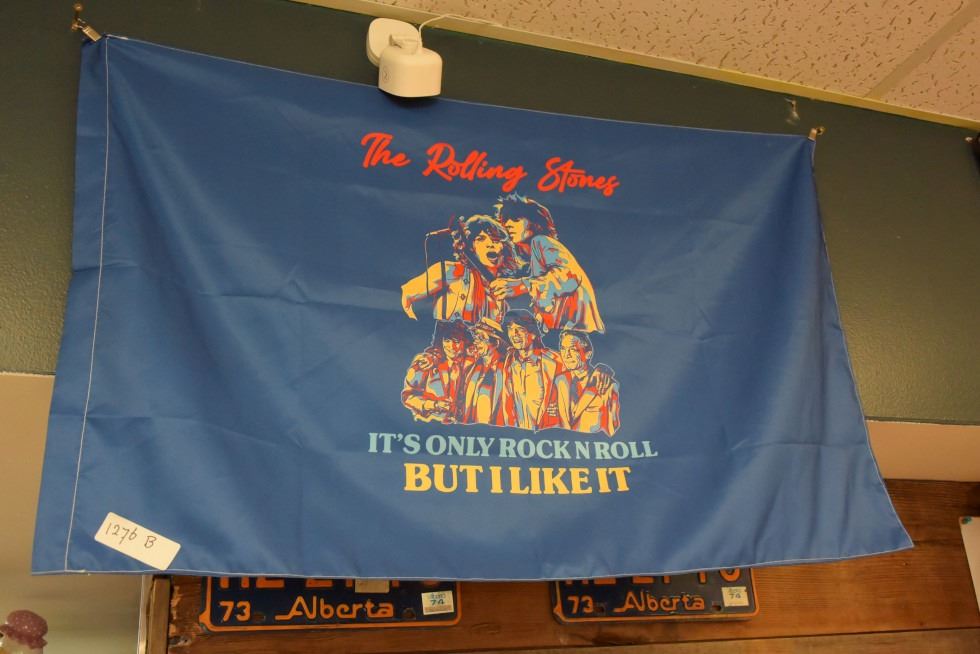 The Rolling Stones
IT'S ONLY ROCK N ROLL
BUT I LIKE IT
1276 B
73 Alberta 74
73 Alberta 74